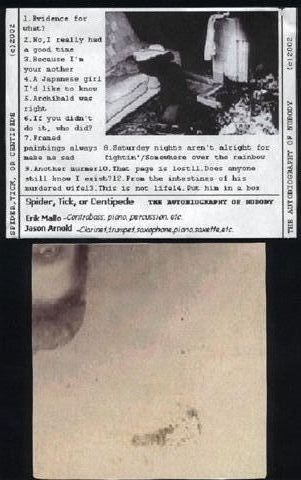 (c)2002
SPIDER, TICK, OR CENTIPEDE
1.Evidence for
what?
2.No,I really had
a good time
3.Because I'm
your mother
4.A Japanese girl
I'd like to know
5.Archibald was
right
6.If you didn't
do it, who did?
7.Framed
paintings always
make me sad
8.Saturday nights aren't alright for
fightin'/Somewhere over the rainbow
9.Another murmer10.That page is lost11.Does anyone
still know I exist?12.From the intestines of his
murdered wife13.This is not life14.Put him in a box
Spider, Tick, or Centipede THE AUTOBIOGRAPHY OF NOBODY
Erik Mallo -Contrabass, piano, percussion, etc.
Jason Arnold -Clarinet,trumpet,saxophone,piano,saxette,etc.
(c)2002
THE AUTOBIOGRAPHY OF NOBODY